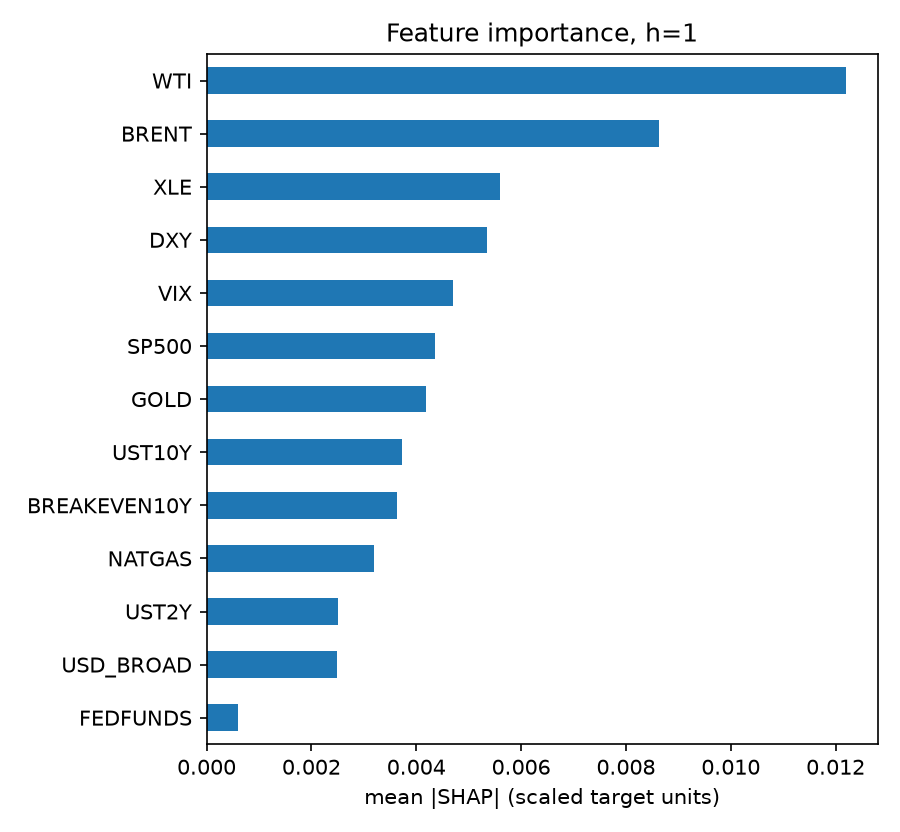 Feature importance, h=1
WTI
BRENT
XLE
DXY
VIX
SP500
GOLD
UST10Y
BREAKEVEN10Y
NATGAS
UST2Y
USD_BROAD
FEDFUNDS
0.000 0.002 0.004 0.006 0.008 0.010 0.012
mean |SHAP| (scaled target units)